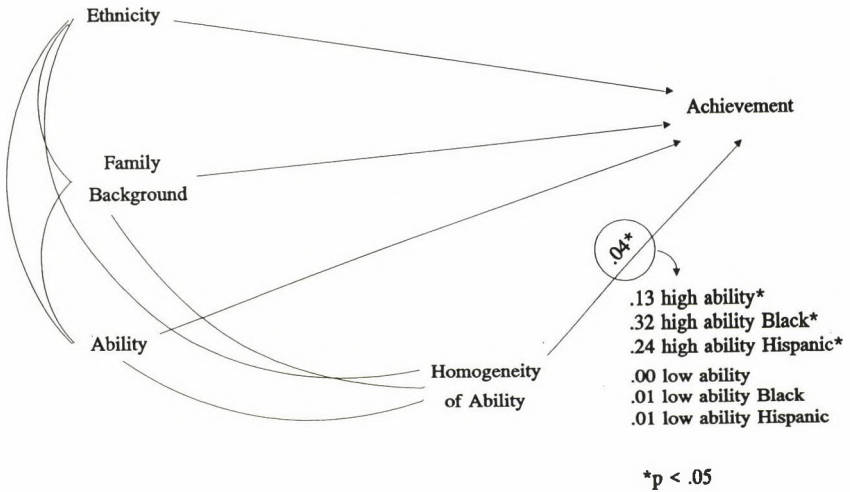 Ethnicity
Achievement
Family
Background
.04*
.13 high ability*
.32 high ability Black*
.24 high ability Hispanic*
Ability
Homogeneity
of Ability
.00 low ability
.01 low ability Black
.01 low ability Hispanic
*p < .05